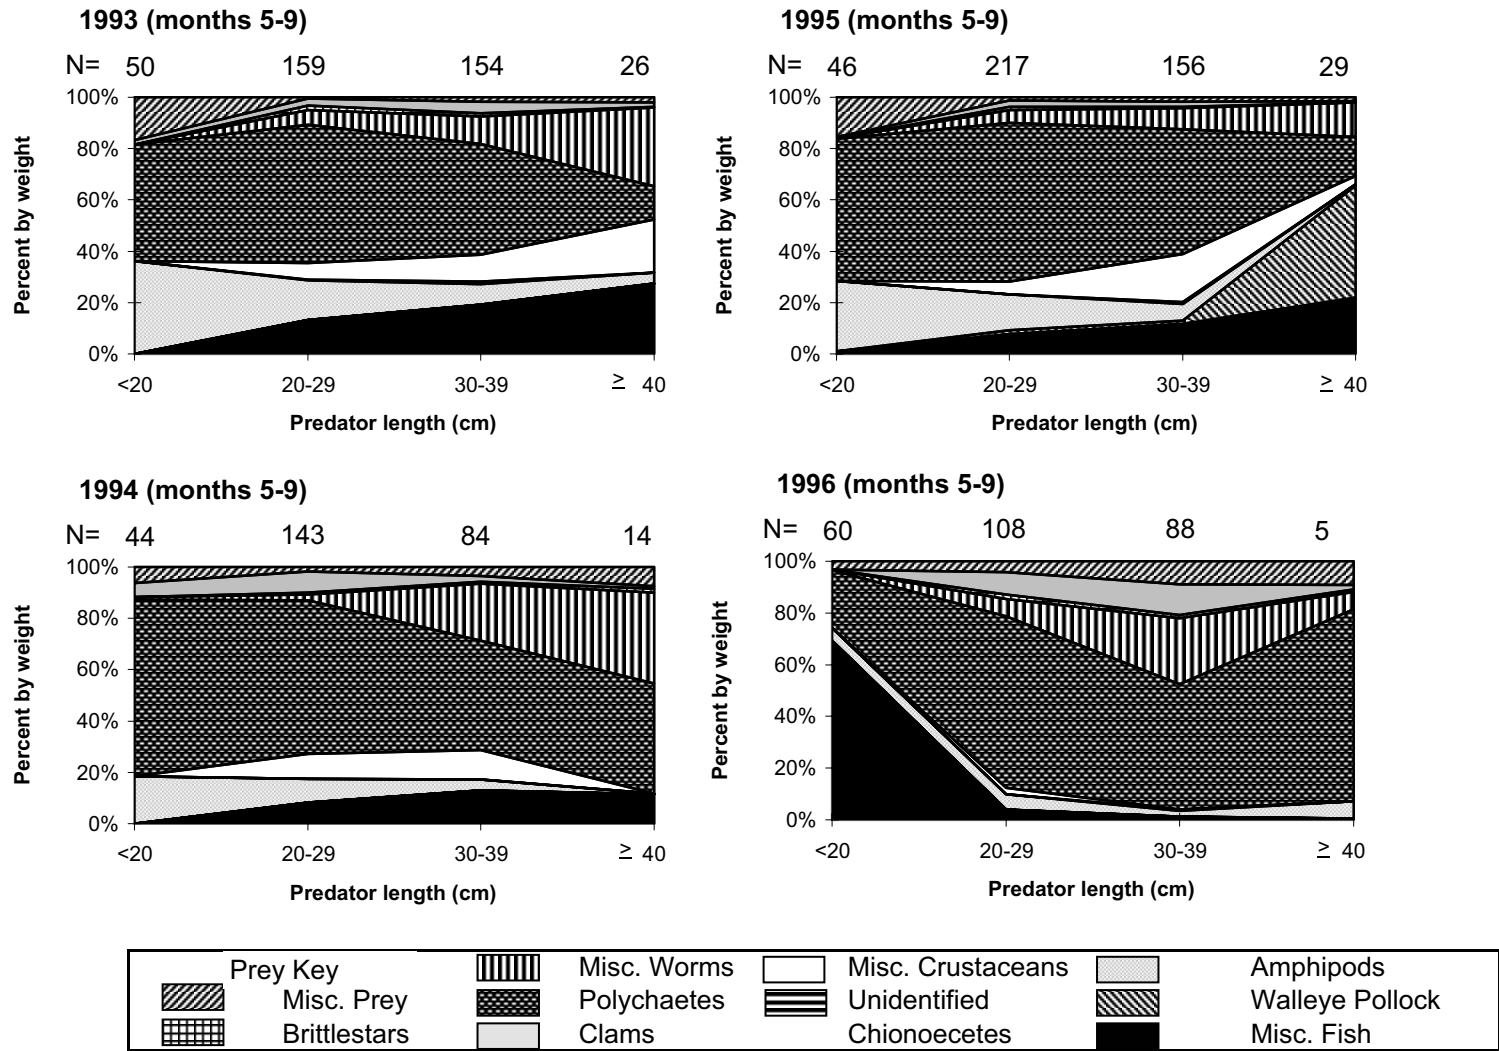 1993 (months 5-9)
N= 50 159 154 26
100%
80%
60%
40%
20%
0%
Percent by weight
<20 20-29 30-39 ≥ 40
Predator length (cm)
1995 (months 5-9)
N= 46 217 156 29
100%
80%
60%
40%
20%
0%
Percent by weight
<20 20-29 30-39 ≥ 40
Predator length (cm)
1994 (months 5-9)
N= 44 143 84 14
100%
80%
60%
40%
20%
0%
Percent by weight
<20 20-29 30-39 ≥ 40
Predator length (cm)
1996 (months 5-9)
N= 60 108 88 5
100%
80%
60%
40%
20%
0%
Percent by weight
<20 20-29 30-39 ≥ 40
Predator length (cm)
Prey Key
Misc. Worms Misc. Crustaceans Amphipods
Misc. Prey Polychaetes Unidentified Walleye Pollock
Brittlestars Clams Chionoecetes Misc. Fish